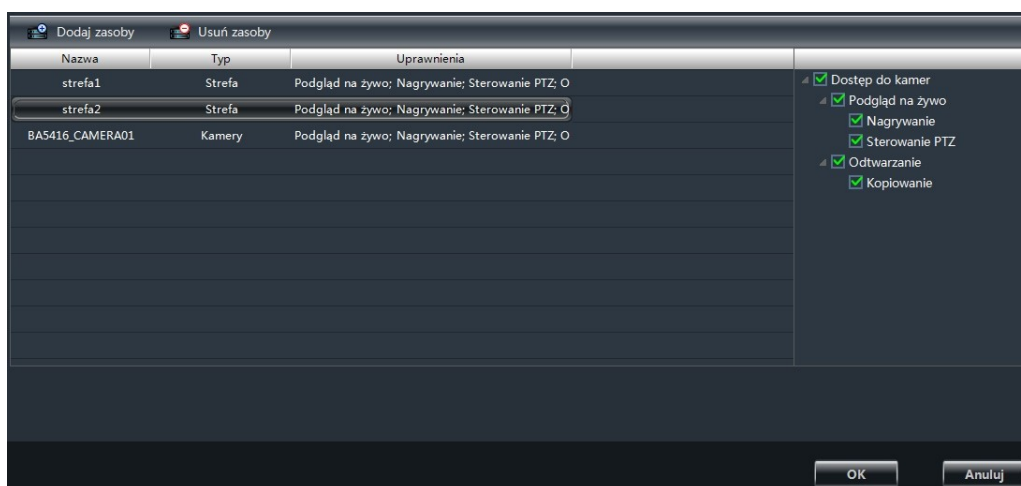 Dodaj zasoby Usuń zasoby
Nazwa Typ Uprawnienia
strefa1 Strefa Podgląd na żywo; Nagrywanie; Sterowanie PTZ; O
strefa2 Strefa Podgląd na żywo; Nagrywanie; Sterowanie PTZ; O
BA5416_CAMERA01 Kamery Podgląd na żywo; Nagrywanie; Sterowanie PTZ; O
Dostęp do kamer
Podgląd na żywo
Nagrywanie
Sterowanie PTZ
Odtwarzanie
Kopiowanie
OK Anuluj